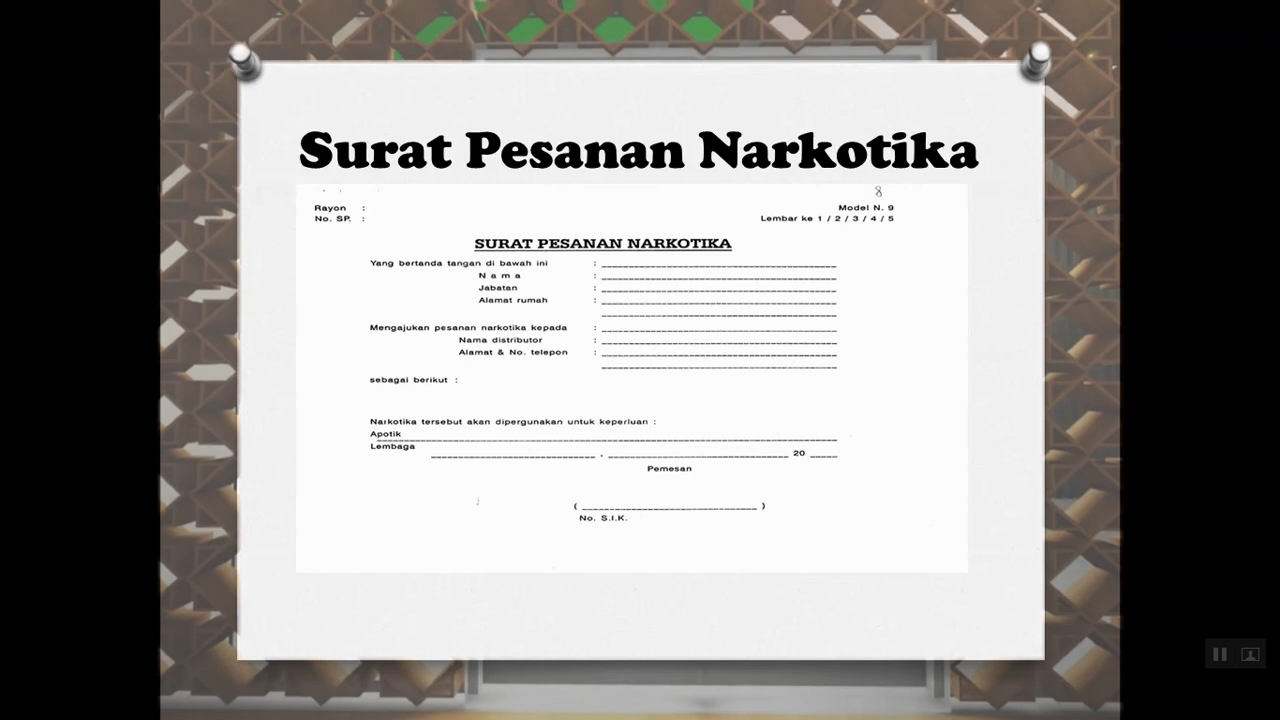 Surat Pesanan Narkotika
8
Rayon :
Model N. 9
No. SP. :
Lembar ke 1 / 2 / 3 / 4 / 5
SURAT PESANAN NARKOTIKA
Yang bertanda tangan di bawah ini :
N a m a :
Jabatan :
Alamat rumah :
Mengajukan pesanan narkotika kepada :
Nama distributor :
Alamat & No. telepon :
sebagai berikut :
Narkotika tersebut akan dipergunakan untuk keperluan :
Apotik
Lembaga
, 20
Pemesan
( )
No. S.I.K.